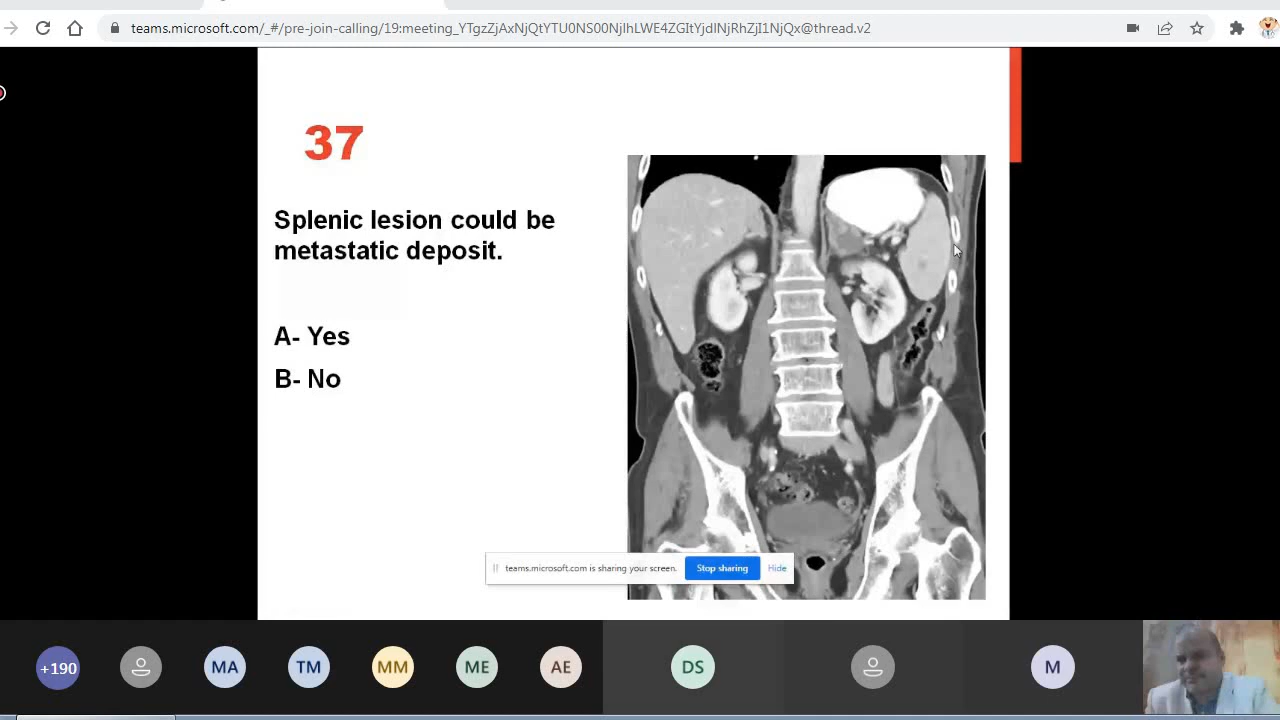 teams.microsoft.com/_#/pre-join-calling/19:meeting_YTgzZjAxNjQtYTU0NS00NjlhLWE4ZGItYjdlNjRhZjI1NjQx@thread.v2
37
Splenic lesion could be
metastatic deposit.
A- Yes
B- No
teams.microsoft.com is sharing your screen.
Stop sharing
Hide
+190
MA
TM
MM
ME
AE
DS
M